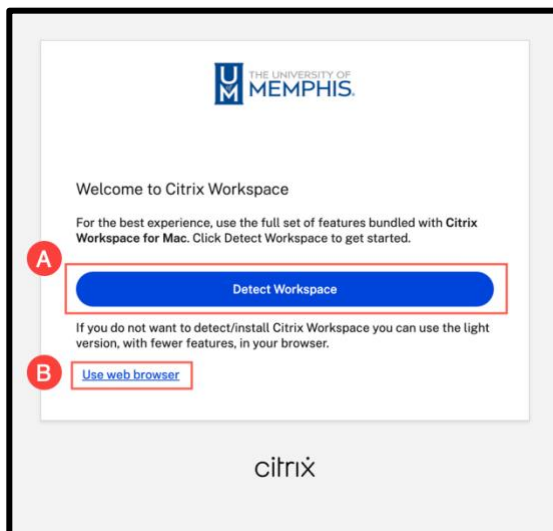 UM
THE UNIVERSITY OF
MEMPHIS.
Welcome to Citrix Workspace
For the best experience, use the full set of features bundled with Citrix
Workspace for Mac. Click Detect Workspace to get started.
A
Detect Workspace
If you do not want to detect/install Citrix Workspace you can use the light
version, with fewer features, in your browser.
B
Use web browser
citrix